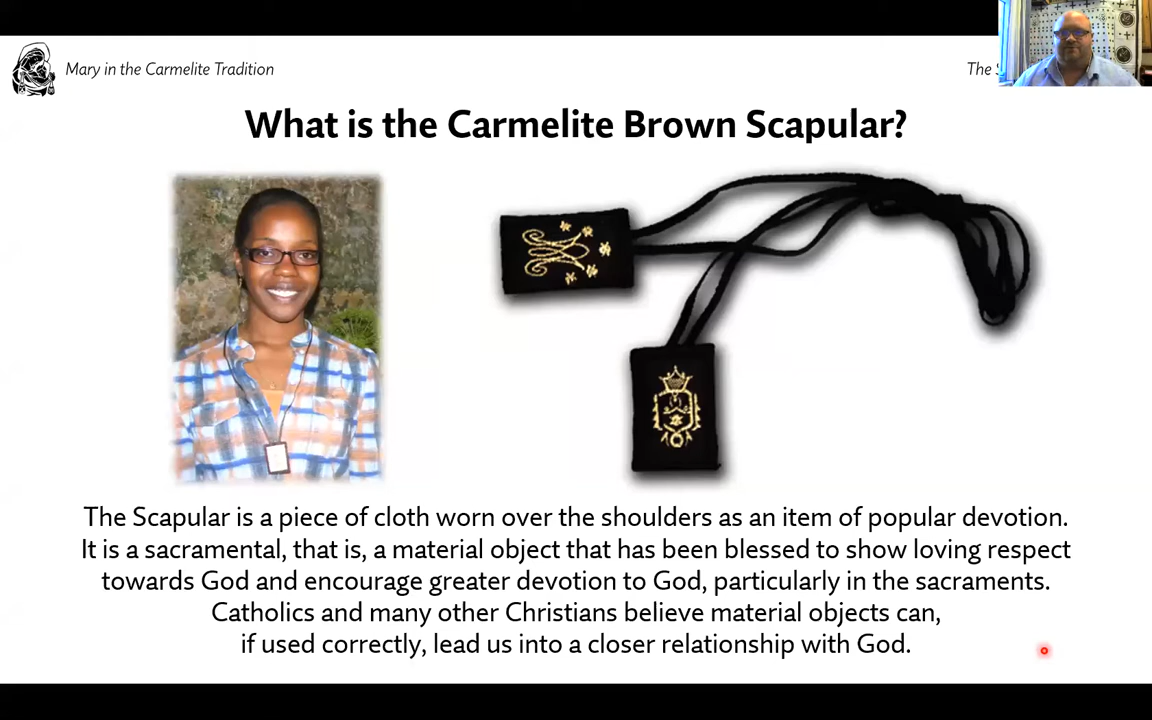 Mary in the Carmelite Tradition
The
What is the Carmelite Brown Scapular?
The Scapular is a piece of cloth worn over the shoulders as an item of popular devotion.
It is a sacramental, that is, a material object that has been blessed to show loving respect
towards God and encourage greater devotion to God, particularly in the sacraments.
Catholics and many other Christians believe material objects can,
if used correctly, lead us into a closer relationship with God.